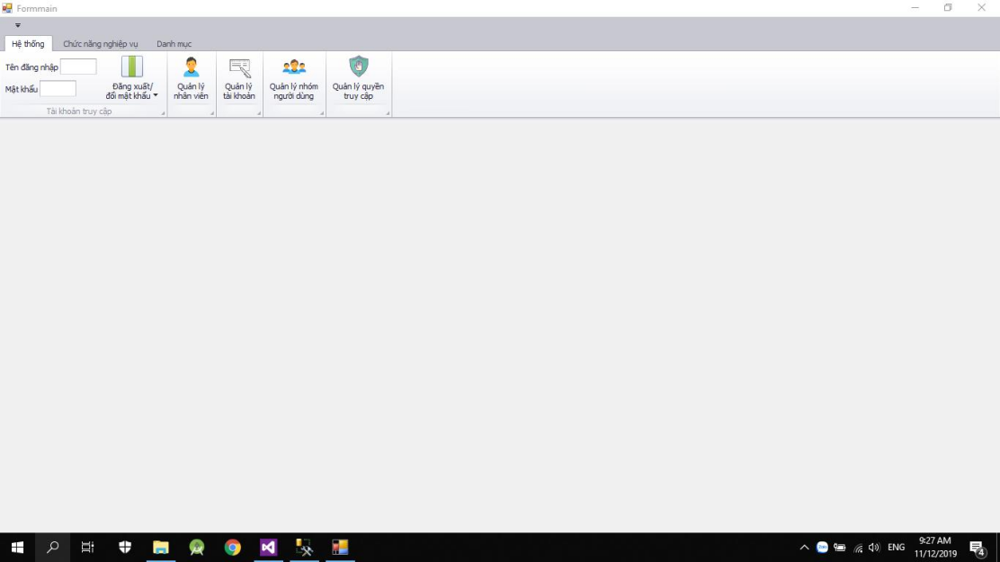 Formmain
Hệ thống Chức năng nghiệp vụ Danh mục
Tên đăng nhập
Mật khẩu
Đăng xuất/
đổi mật khẩu
Quản lý
nhân viên
Quản lý
tài khoản
Quản lý nhóm
người dùng
Quản lý quyền
truy cập
Tài khoản truy cập
ENG
9:27 AM
11/12/2019
4